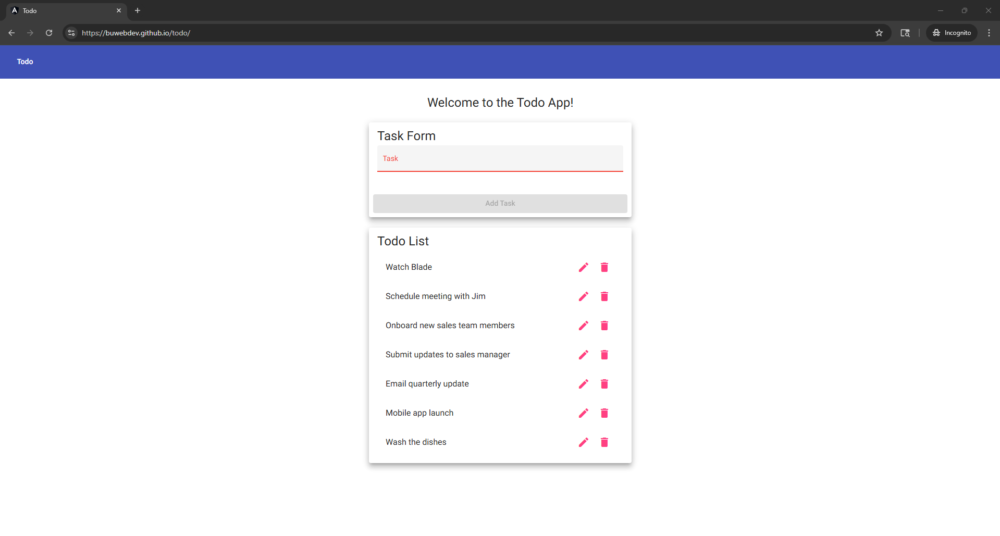 Todo
https://buwebdev.github.io/todo/
Incognito
Todo
Welcome to the Todo App!
Task Form
Task
Add Task
Todo List
Watch Blade
Schedule meeting with Jim
Onboard new sales team members
Submit updates to sales manager
Email quarterly update
Mobile app launch
Wash the dishes